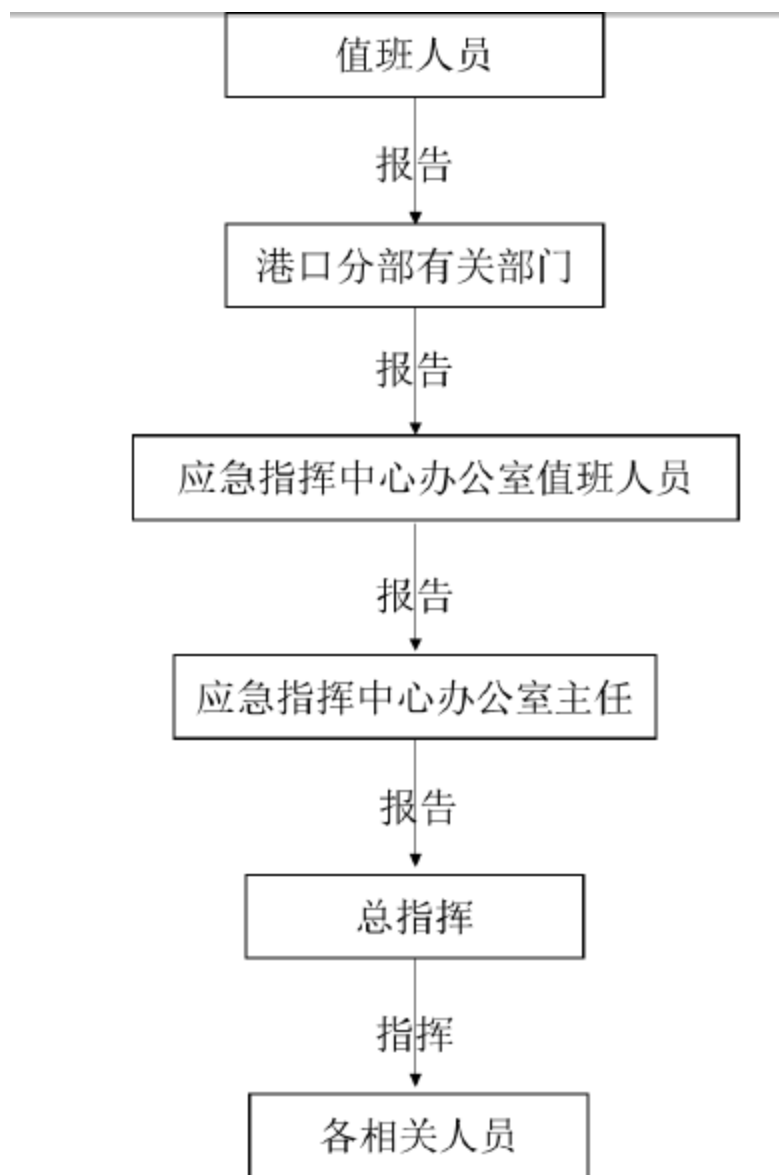 值班人员
报告
港口分部有关部门
报告
应急指挥中心办公室值班人员
报告
应急指挥中心办公室主任
报告
总指挥
指挥
各相关人员